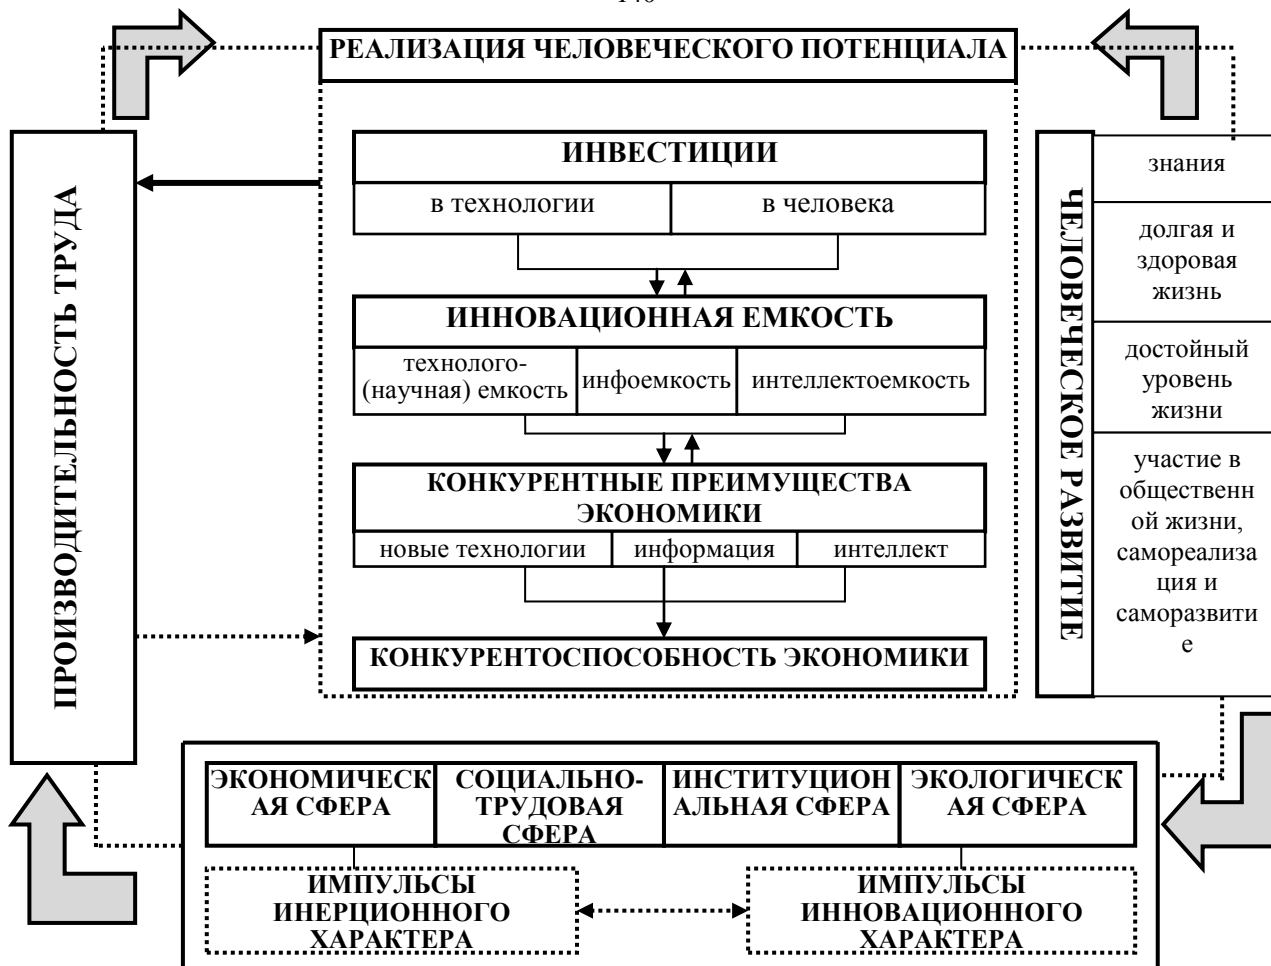 РЕАЛИЗАЦИЯ ЧЕЛОВЕЧЕСКОГО ПОТЕНЦИАЛА
ПРОИЗВОДИТЕЛЬНОСТЬ ТРУДА
ИНВЕСТИЦИИ
в технологии
в человека
ИННОВАЦИОННАЯ ЕМКОСТЬ
технолого-
(научная) емкость
инфоемкость
интеллектоемкость
КОНКУРЕНТНЫЕ ПРЕИМУЩЕСТВА
ЭКОНОМИКИ
новые технологии
информация
интеллект
КОНКУРЕНТОСПОСОБНОСТЬ ЭКОНОМИКИ
ЧЕЛОВЕЧЕСКОЕ РАЗВИТИЕ
знания
долгая и
здоровая
жизнь
достойный
уровень
жизни
участие в
общественн
ой жизни,
самореализа
ция и
саморазвити
е
ЭКОНОМИЧЕСК
АЯ СФЕРА
СОЦИАЛЬНО-
ТРУДОВАЯ
СФЕРА
ИНСТИТУЦИОН
АЛЬНАЯ СФЕРА
ЭКОЛОГИЧЕСК
АЯ СФЕРА
ИМПУЛЬСЫ
ИНЕРЦИОННОГО
ХАРАКТЕРА
ИМПУЛЬСЫ
ИННОВАЦИОННОГО
ХАРАКТЕРА